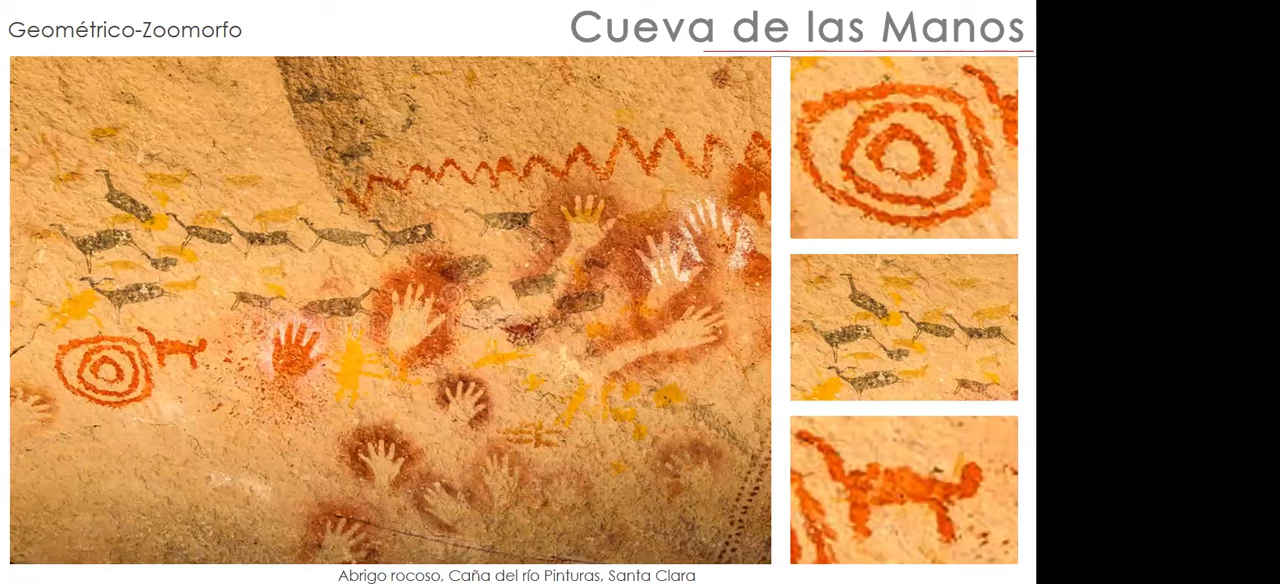 Geométrico-Zoomorfo
Cueva de las Manos
Abrigo rocoso, Caña del río Pinturas, Santa Clara